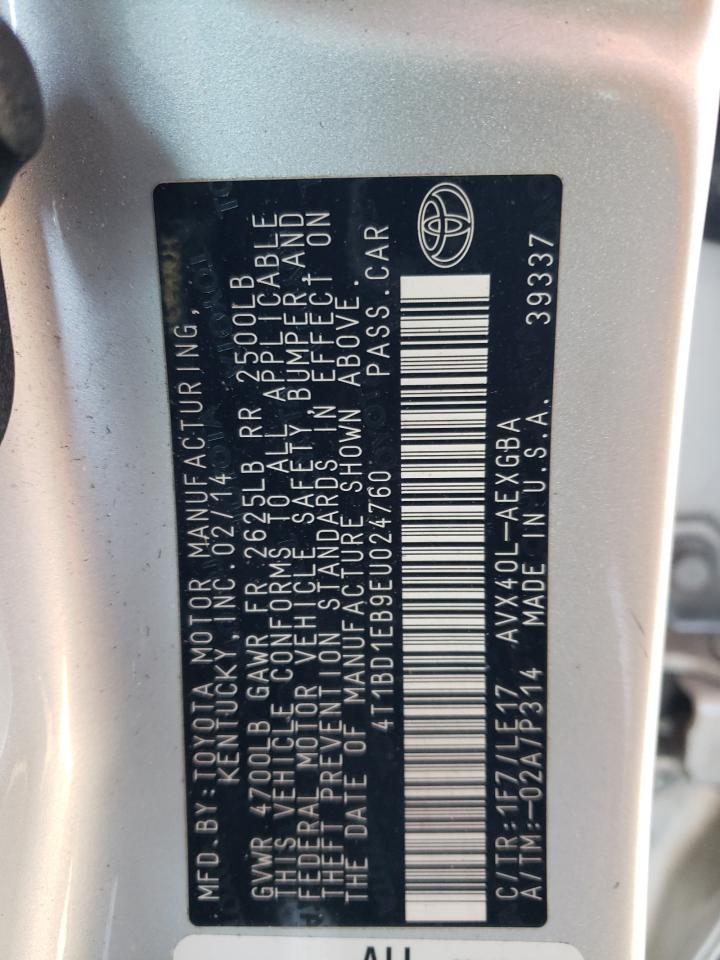 MFD.BY:TOYOTA MOTOR MANUFACTURING,
KENTUCKY,INC.02/14
GVWR 4700LB GAWR FR 2625LB RR 2500LB
THIS VEHICLE CONFORMS TO ALL APPLICABLE
FEDERAL MOTOR VEHICLE SAFETY, BUMPER, AND
THEFT PREVENTION STANDARDS IN EFFECT ON
THE DATE OF MANUFACTURE SHOWN ABOVE.
4T1BD1EB9EU024760 PASS.CAR
C/TR:1F7/LE17 AVX40L-AEXGBA
A/TM:-02A/P314 MADE IN U.S.A. 39337